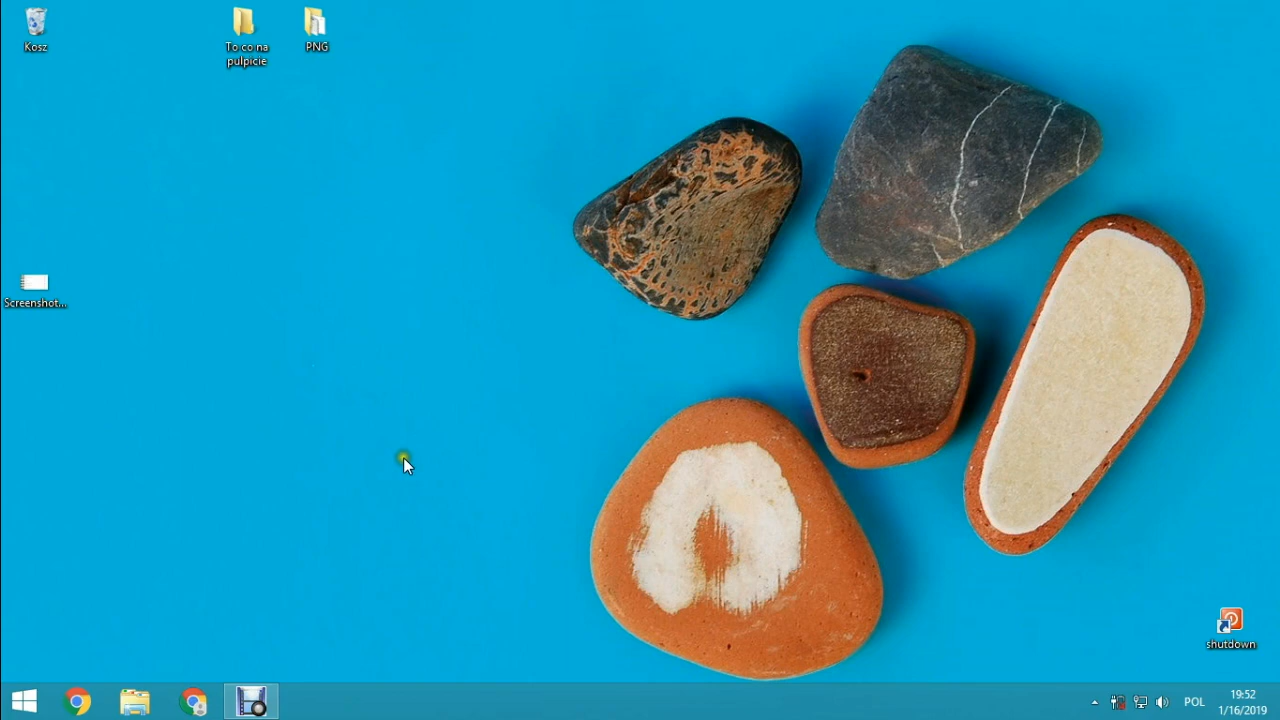 Kosz
To co na
pulpicie
PNG
Screenshot...
shutdown
POL
19:52
1/16/2019